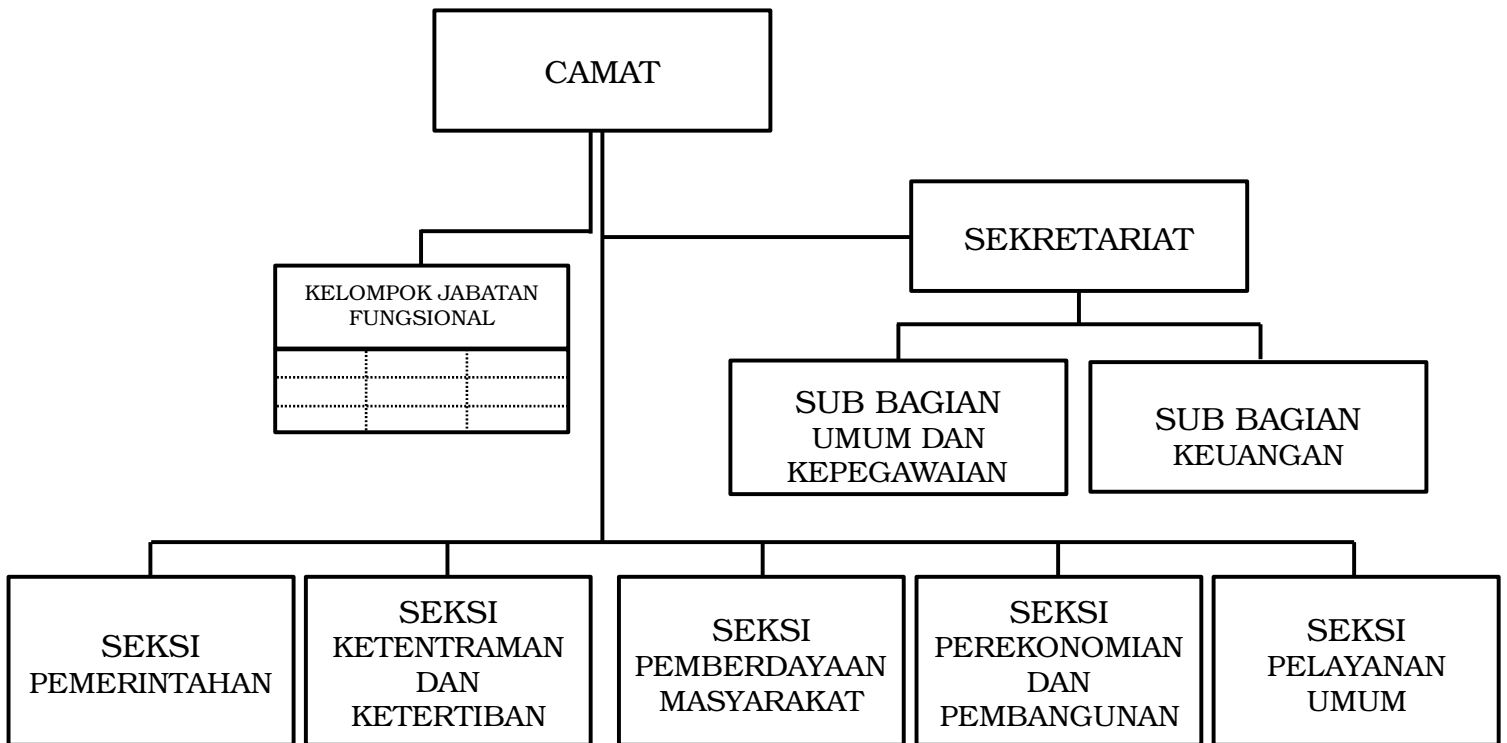 CAMAT
SEKRETARIAT
KELOMPOK JABATAN
FUNGSIONAL
SUB BAGIAN
UMUM DAN
KEPEGAWAIAN
SUB BAGIAN
KEUANGAN
SEKSI
PEMERINTAHAN
SEKSI
KETENTRAMAN
DAN
KETERTIBAN
SEKSI
PEMBERDAYAAN
MASYARAKAT
SEKSI
PEREKONOMIAN
DAN
PEMBANGUNAN
SEKSI
PELAYANAN
UMUM